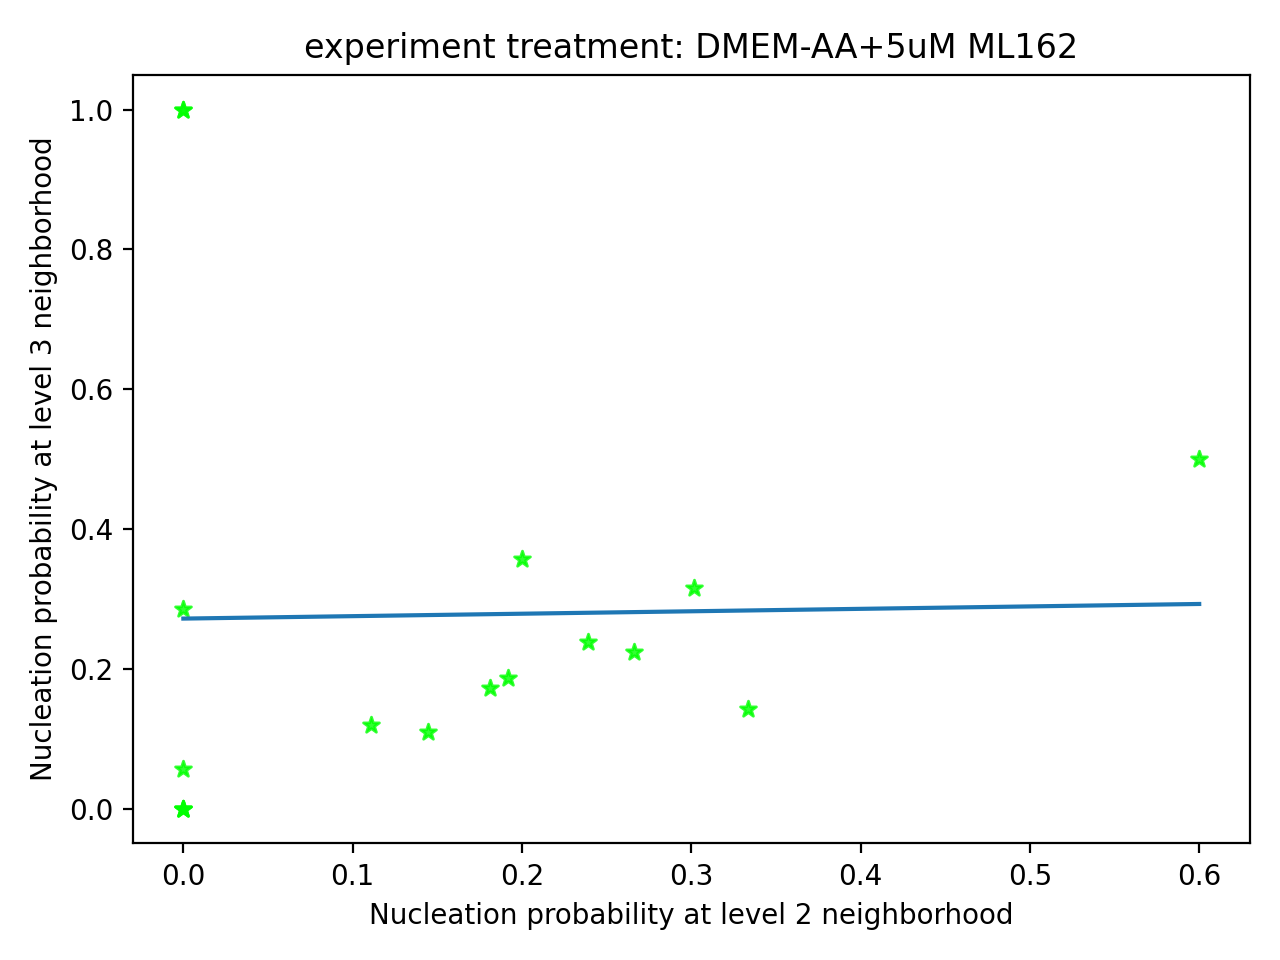 experiment treatment: DMEM-AA+5uM ML162
Nucleation probability at level 3 neighborhood
1.0
0.8
0.6
0.4
0.2
0.0
0.0 0.1 0.2 0.3 0.4 0.5 0.6
Nucleation probability at level 2 neighborhood